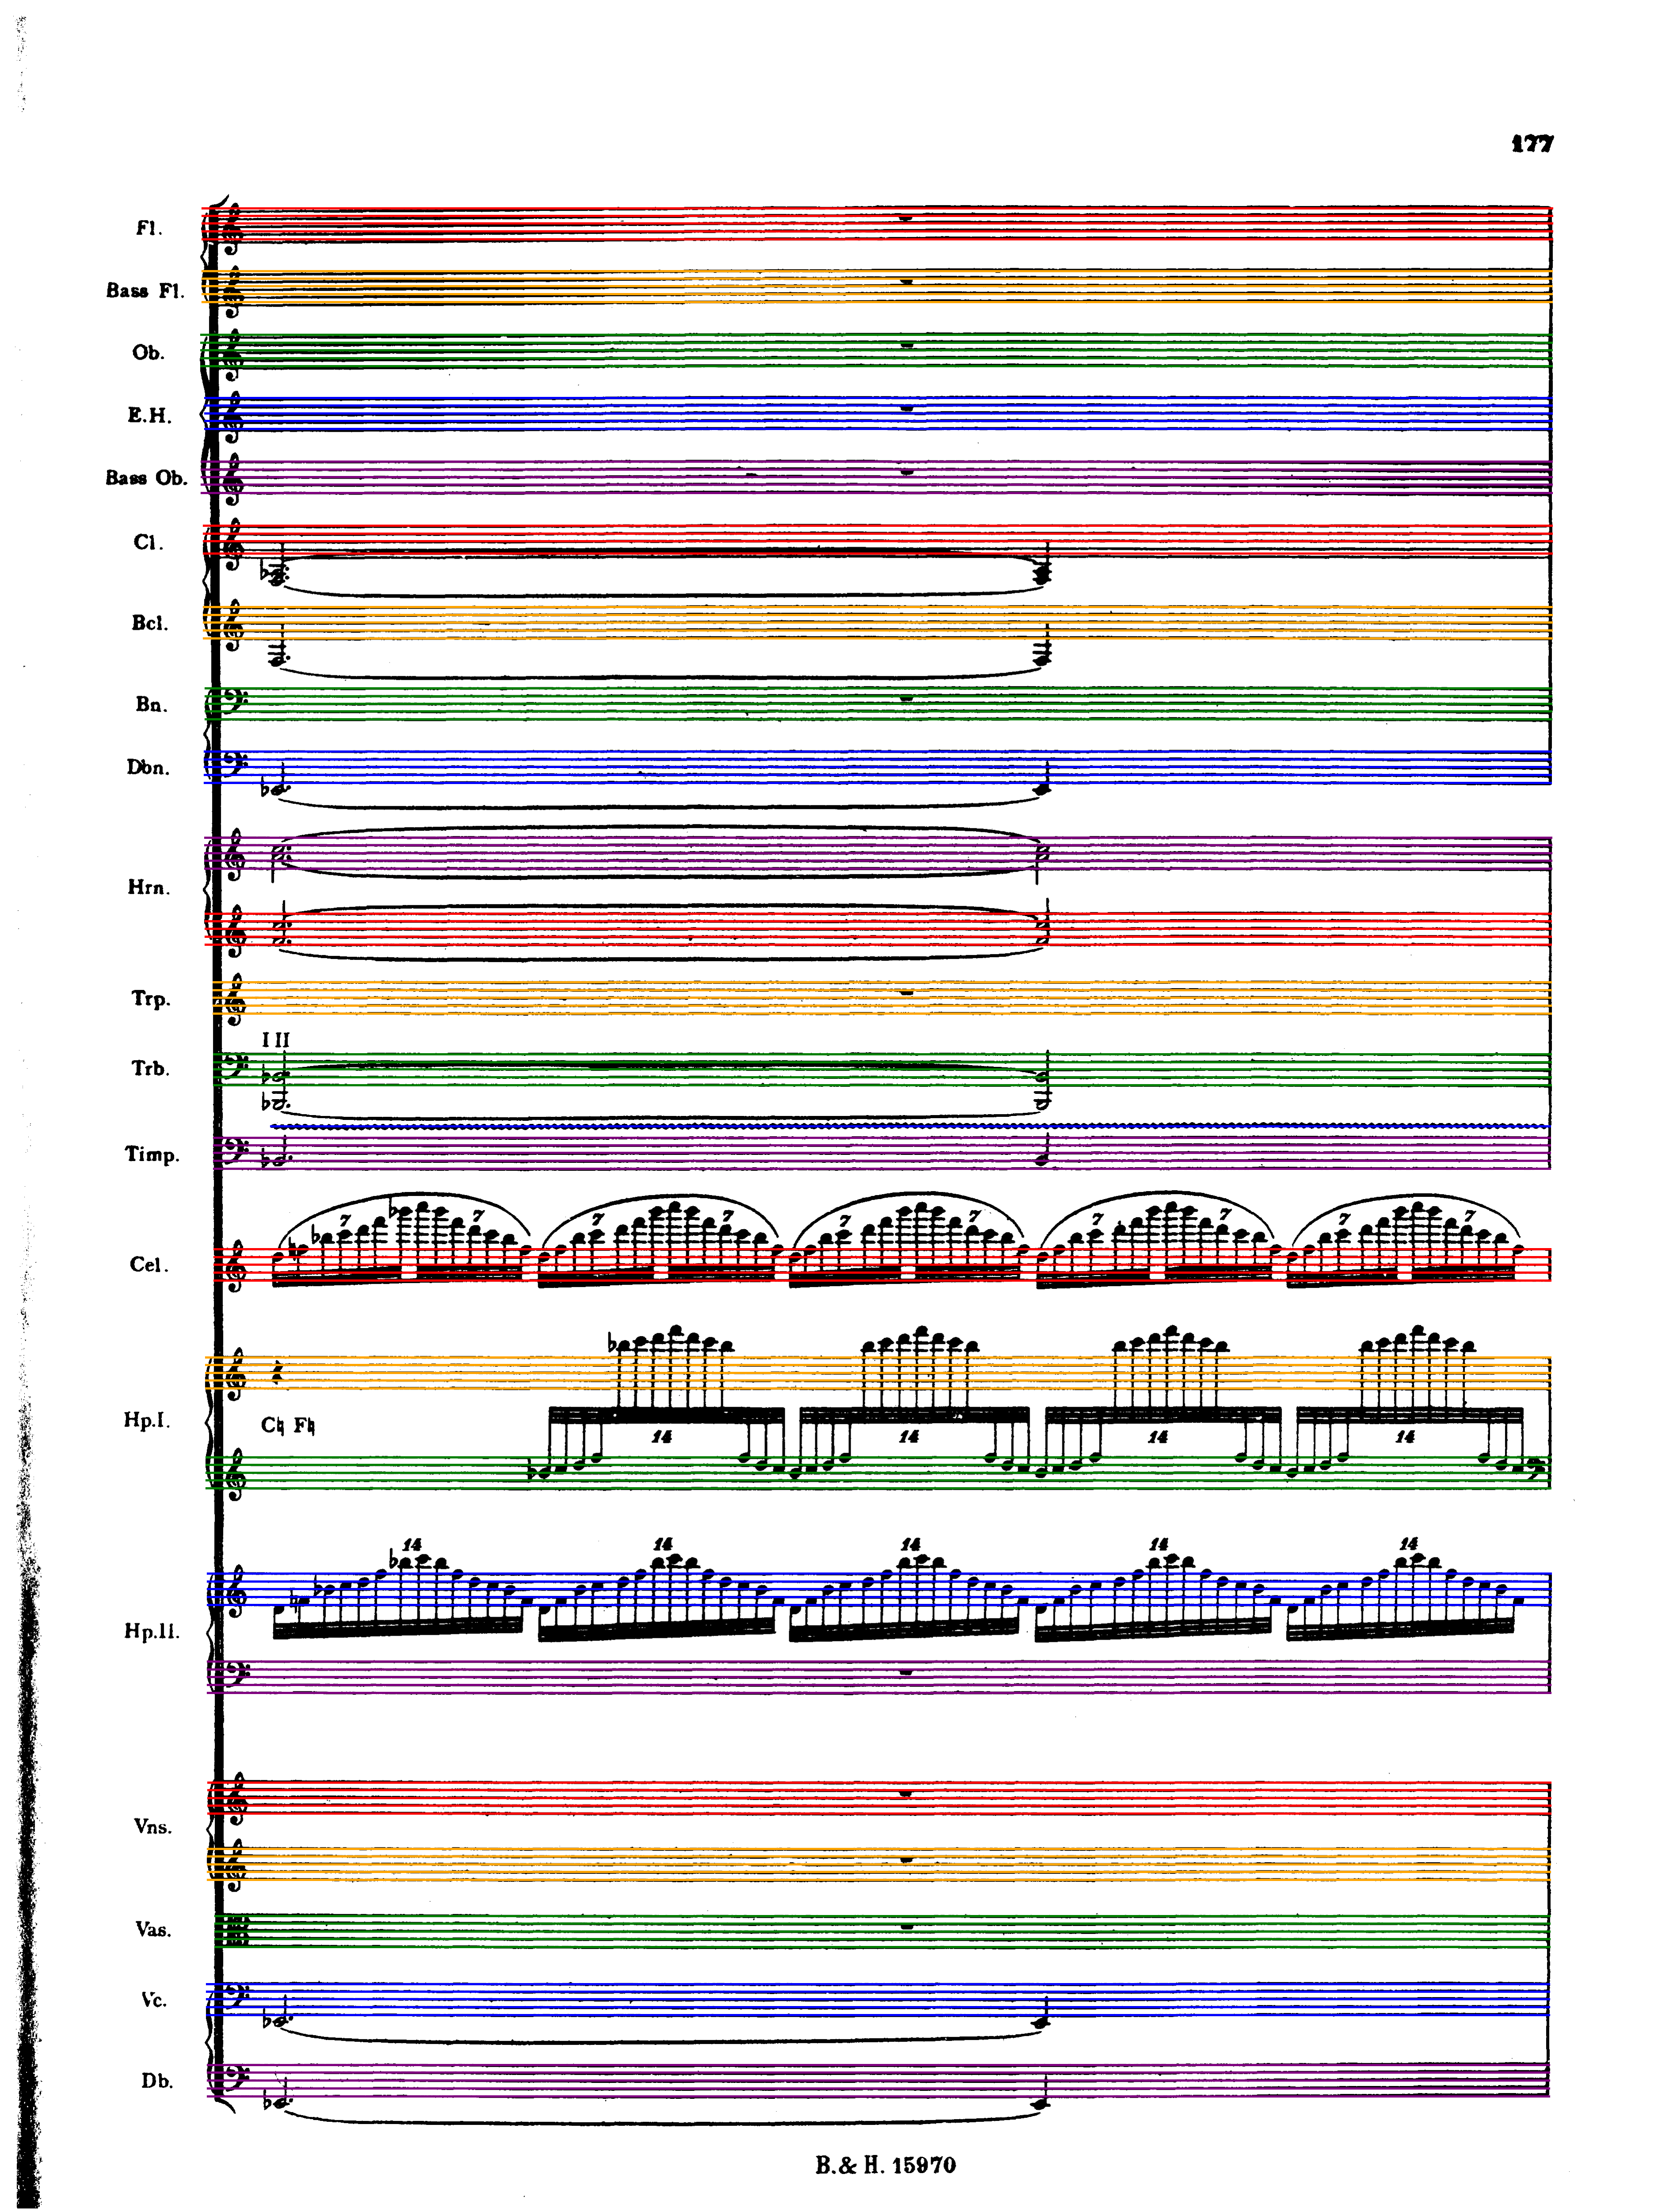 177
Fl.
Bass Fl.
Ob.
E.H.
Bass Ob.
Cl.
Bcl.
Bn.
Dbn.
Hrn.
Trp.
I II
Trb.
Timp.
7 7 7 7 7 7 7 7 7 7
Cel.
Hp.I.
C♮ F♮
14 14 14 14
14 14 14 14 14
Hp.II.
Vns.
Vas.
Vc.
Db.
B.& H. 15970